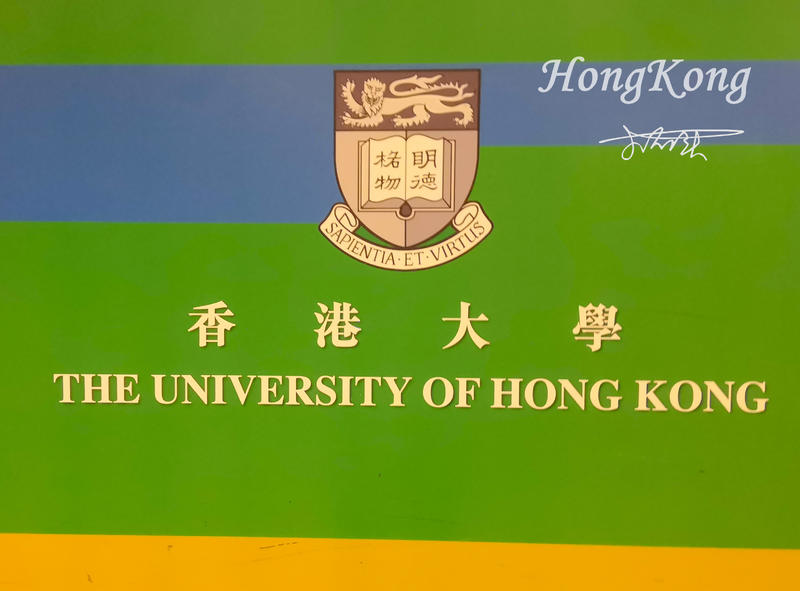 HongKong
明德
格物
SAPIENTIA·ET·VIRTUS
香港大學
THE UNIVERSITY OF HONG KONG